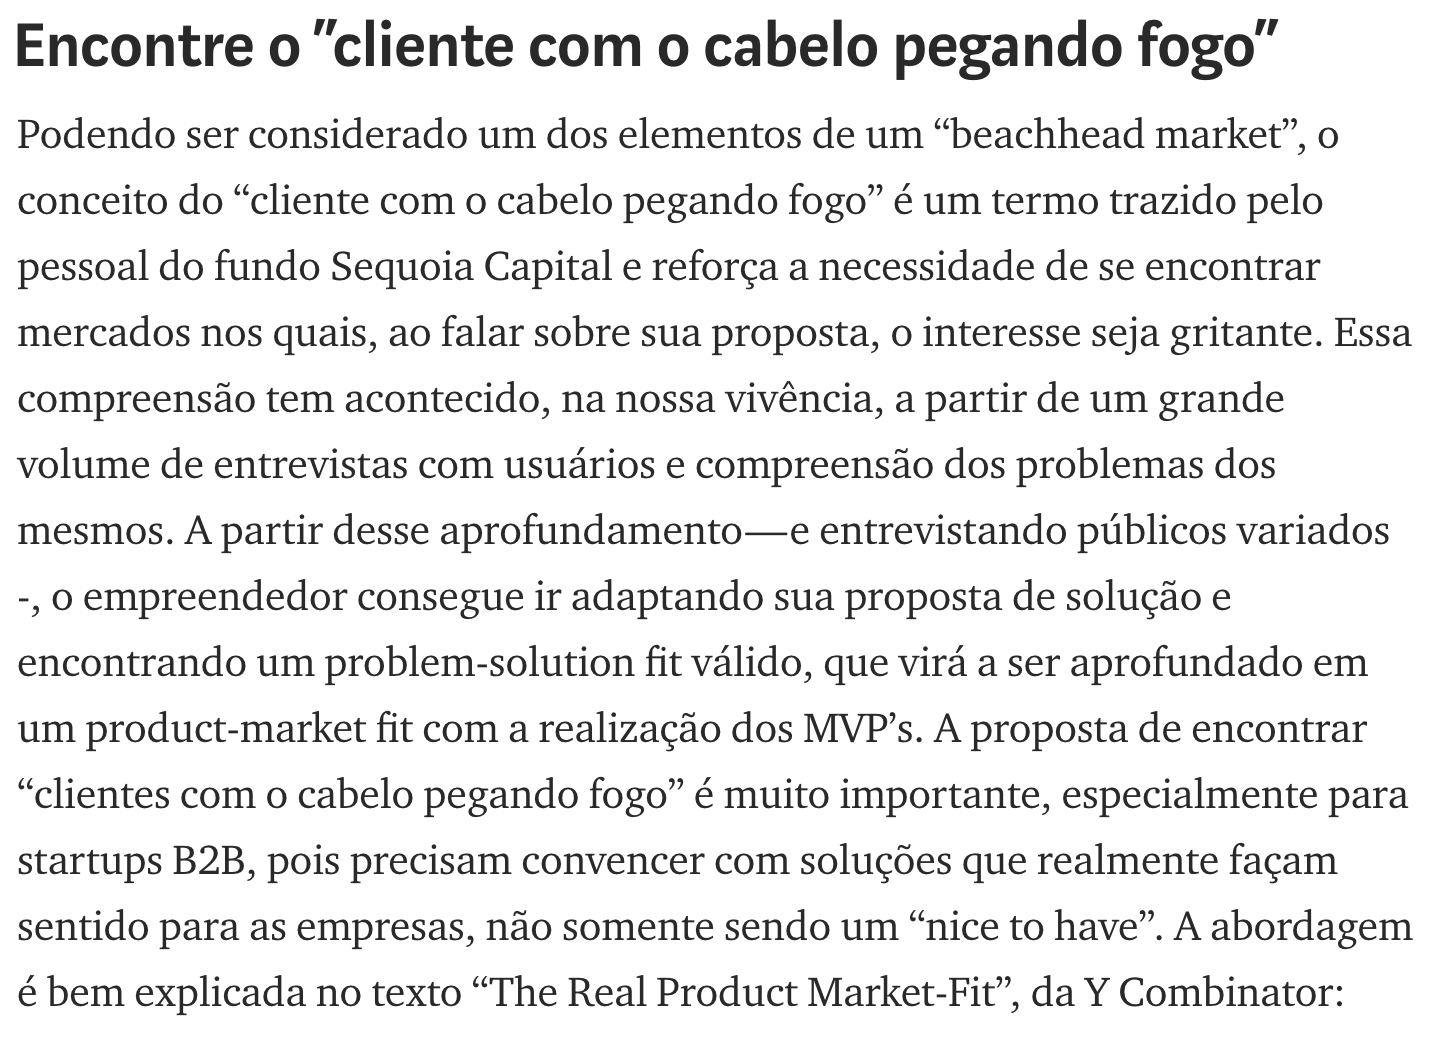 Encontre o "cliente com o cabelo pegando fogo"
Podendo ser considerado um dos elementos de um “beachhead market”, o
conceito do “cliente com o cabelo pegando fogo” é um termo trazido pelo
pessoal do fundo Sequoia Capital e reforça a necessidade de se encontrar
mercados nos quais, ao falar sobre sua proposta, o interesse seja gritante. Essa
compreensão tem acontecido, na nossa vivência, a partir de um grande
volume de entrevistas com usuários e compreensão dos problemas dos
mesmos. A partir desse aprofundamento — e entrevistando públicos variados
-, o empreendedor consegue ir adaptando sua proposta de solução e
encontrando um problem-solution fit válido, que virá a ser aprofundado em
um product-market fit com a realização dos MVP’s. A proposta de encontrar
“clientes com o cabelo pegando fogo” é muito importante, especialmente para
startups B2B, pois precisam convencer com soluções que realmente façam
sentido para as empresas, não somente sendo um “nice to have”. A abordagem
é bem explicada no texto “The Real Product Market-Fit”, da Y Combinator: